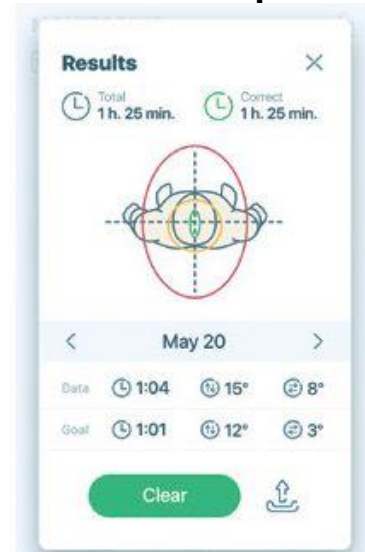 Results
Total
1 h. 25 min.
Correct
1 h. 25 min.
May 20
Data 1:04 15° 8°
Goal 1:01 12° 3°
Clear